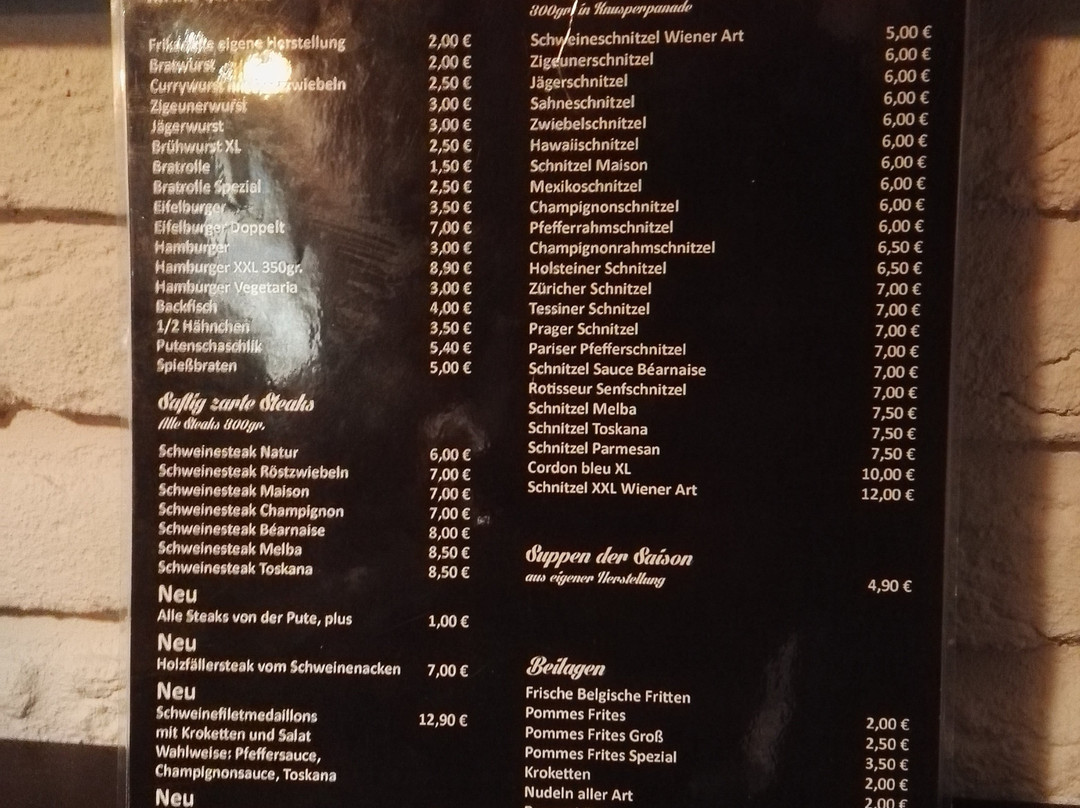 Frikadelle eigene Herstellung 2,00 €
Bratwurst 2,00 €
Currywurst 2,50 €
Zigeunerwurst 3,00 €
Jägerwurst 3,00 €
Brühwurst XL 2,50 €
Bratrolle 1,50 €
Bratrolle Spezial 2,50 €
Eifelburger 3,50 €
Eifelburger Doppelt 7,00 €
Hamburger 3,00 €
Hamburger XXL 350gr. 8,90 €
Hamburger Vegetaria 3,00 €
Backfisch 4,00 €
1/2 Hähnchen 3,50 €
Putenschaschlik 5,40 €
Spießbraten 5,00 €
Saftig zarte Steaks
Alle Steaks 300gr.
Schweinesteak Natur 6,00 €
Schweinesteak Röstzwiebeln 7,00 €
Schweinesteak Maison 7,00 €
Schweinesteak Champignon 7,00 €
Schweinesteak Béarnaise 8,00 €
Schweinesteak Melba 8,50 €
Schweinesteak Toskana 8,50 €
Neu
Alle Steaks von der Pute, plus 1,00 €
Neu
Holzfällersteak vom Schweinenacken 7,00 €
Neu
Schweinefiletmedaillons 12,90 €
mit Kroketten und Salat
Wahlweise: Pfeffersauce,
Champignonsauce, Toskana
Neu
300gr. in Knusperpanade
Schweineschnitzel Wiener Art 5,00 €
Zigeunerschnitzel 6,00 €
Jägerschnitzel 6,00 €
Sahneschnitzel 6,00 €
Zwiebelschnitzel 6,00 €
Hawaiischnitzel 6,00 €
Schnitzel Maison 6,00 €
Mexikoschnitzel 6,00 €
Champignonschnitzel 6,00 €
Pfefferrahmschnitzel 6,00 €
Champignonrahmschnitzel 6,50 €
Holsteiner Schnitzel 6,50 €
Züricher Schnitzel 7,00 €
Tessiner Schnitzel 7,00 €
Prager Schnitzel 7,00 €
Pariser Pfefferschnitzel 7,00 €
Schnitzel Sauce Béarnaise 7,00 €
Rotisseur Senfschnitzel 7,00 €
Schnitzel Melba 7,50 €
Schnitzel Toskana 7,50 €
Schnitzel Parmesan 7,50 €
Cordon bleu XL 10,00 €
Schnitzel XXL Wiener Art 12,00 €
Suppen der Saison
aus eigener Herstellung 4,90 €
Beilagen
Frische Belgische Fritten
Pommes Frites 2,00 €
Pommes Frites Groß 2,50 €
Pommes Frites Spezial 3,50 €
Kroketten 2,00 €
Nudeln aller Art 2,00 €